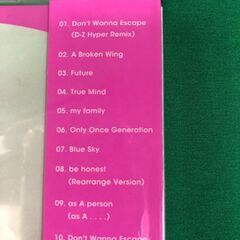 01. Don't Wanna Escape
(D-Z Hyper Remix)
02. A Broken Wing
03. Future
04. True Mind
05. my family
06. Only Once Generation
07. Blue Sky
08. be honest
(Rearrange Version)
09. as A person
(as A . . . .)
10. Don't Wanna Escape